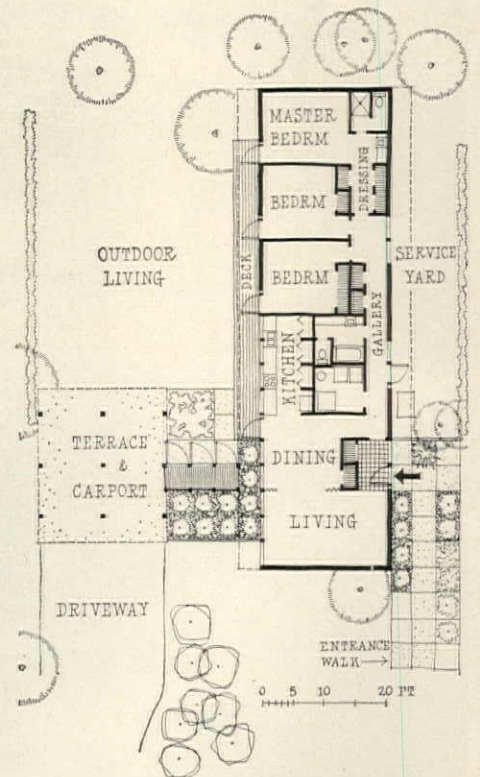 MASTER
BEDRM
DRESSING
BEDRM
OUTDOOR
LIVING
DECK
BEDRM
SERVICE
YARD
GALLERY
KITCHEN
TERRACE
&
CARPORT
DINING
LIVING
DRIVEWAY
ENTRANCE
WALK
0 5 10 20 FT